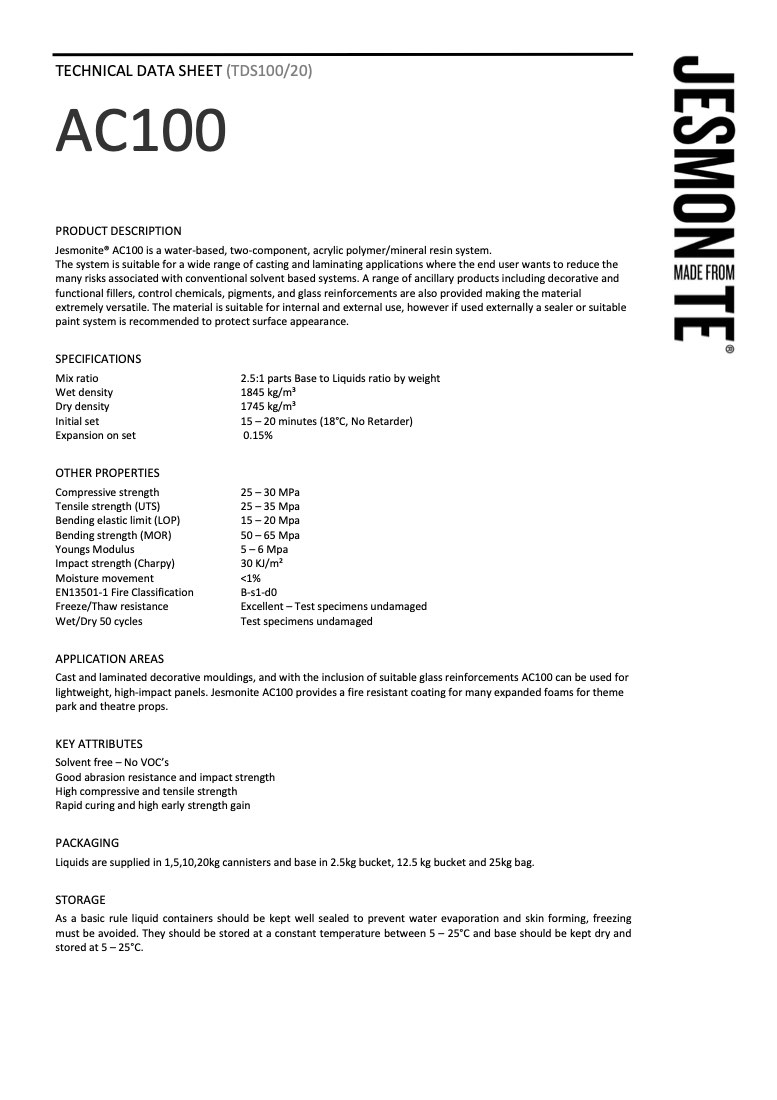 TECHNICAL DATA SHEET (TDS100/20)
AC100
JESMONITE®
MADE FROM
PRODUCT DESCRIPTION
Jesmonite® AC100 is a water-based, two-component, acrylic polymer/mineral resin system.
The system is suitable for a wide range of casting and laminating applications where the end user wants to reduce the
many risks associated with conventional solvent based systems. A range of ancillary products including decorative and
functional fillers, control chemicals, pigments, and glass reinforcements are also provided making the material
extremely versatile. The material is suitable for internal and external use, however if used externally a sealer or suitable
paint system is recommended to protect surface appearance.
SPECIFICATIONS
Mix ratio 2.5:1 parts Base to Liquids ratio by weight
Wet density 1845 kg/m³
Dry density 1745 kg/m³
Initial set 15 – 20 minutes (18°C, No Retarder)
Expansion on set 0.15%
OTHER PROPERTIES
Compressive strength 25 – 30 MPa
Tensile strength (UTS) 25 – 35 Mpa
Bending elastic limit (LOP) 15 – 20 Mpa
Bending strength (MOR) 50 – 65 Mpa
Youngs Modulus 5 – 6 Mpa
Impact strength (Charpy) 30 KJ/m²
Moisture movement <1%
EN13501-1 Fire Classification B-s1-d0
Freeze/Thaw resistance Excellent – Test specimens undamaged
Wet/Dry 50 cycles Test specimens undamaged
APPLICATION AREAS
Cast and laminated decorative mouldings, and with the inclusion of suitable glass reinforcements AC100 can be used for
lightweight, high-impact panels. Jesmonite AC100 provides a fire resistant coating for many expanded foams for theme
park and theatre props.
KEY ATTRIBUTES
Solvent free – No VOC's
Good abrasion resistance and impact strength
High compressive and tensile strength
Rapid curing and high early strength gain
PACKAGING
Liquids are supplied in 1,5,10,20kg cannisters and base in 2.5kg bucket, 12.5 kg bucket and 25kg bag.
STORAGE
As a basic rule liquid containers should be kept well sealed to prevent water evaporation and skin forming, freezing
must be avoided. They should be stored at a constant temperature between 5 – 25°C and base should be kept dry and
stored at 5 – 25°C.